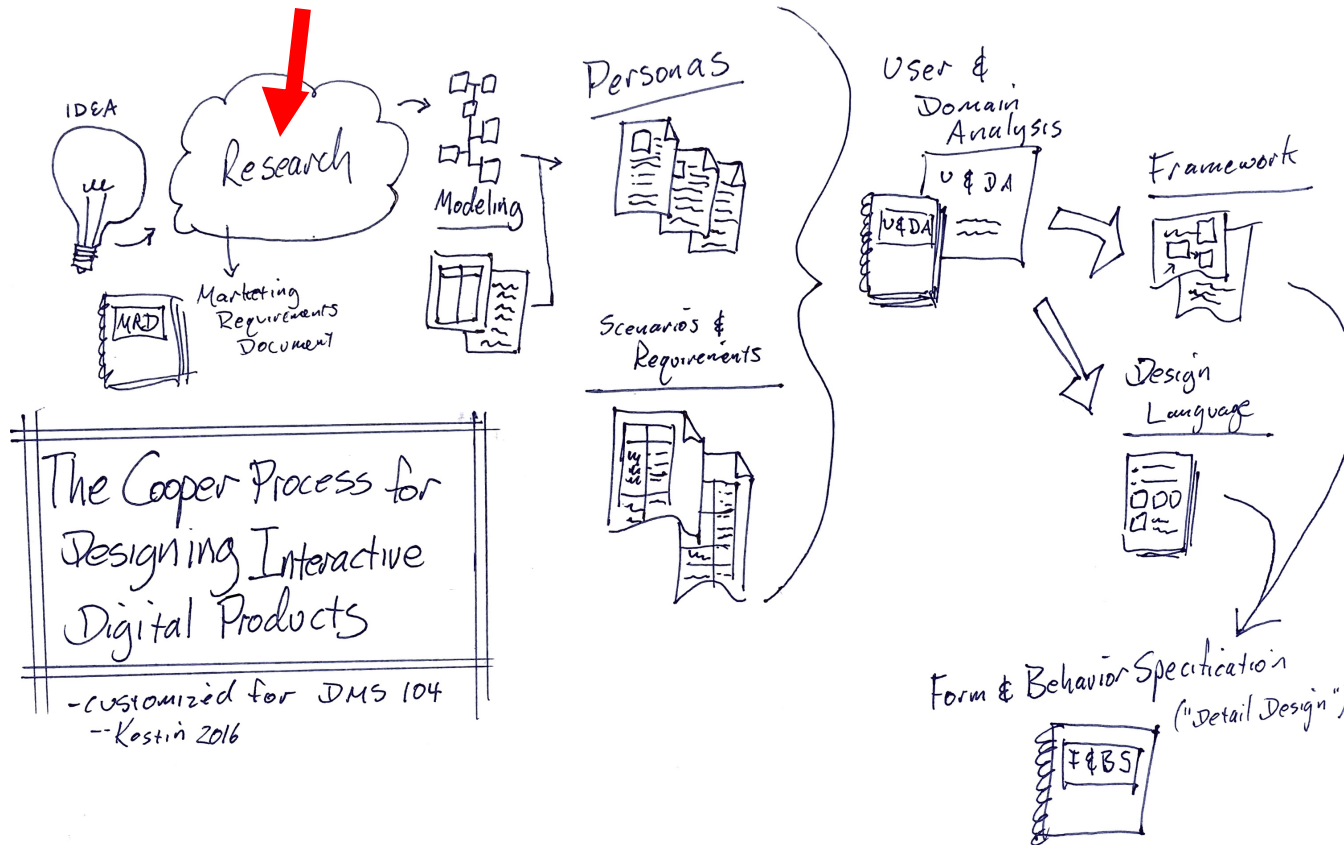 IDEA
Research
Marketing
Requirements
Document
MRD
Modeling
Personas
Scenarios &
Requirements
User &
Domain
Analysis
U & DA
U&DA
Framework
Design
Language
Form & Behavior Specification
("Detail Design")
F&BS
The Cooper Process for
Designing Interactive
Digital Products
-customized for DMS 104
--Kostin 2016